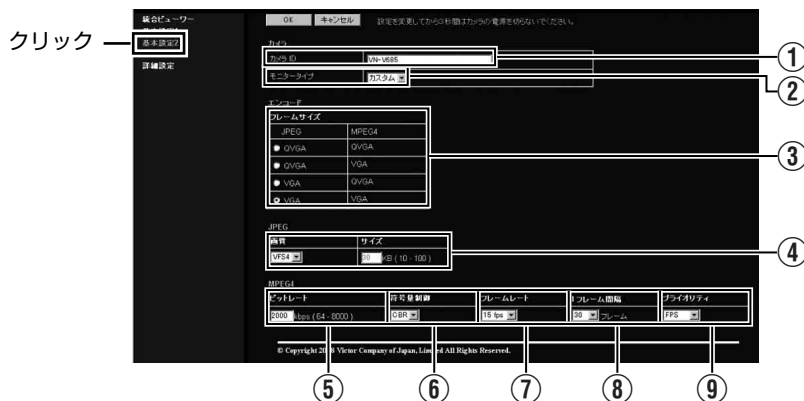 統合ビューワー
クリック
基本設定2
詳細設定
OK キャンセル 設定を変更してから3秒間はカメラの電源を切らないでください。
カメラ
カメラ ID VN-V685 ①
モニタータイプ カスタム ②
エンコード
フレームサイズ
JPEG MPEG4
QVGA QVGA
QVGA VGA ③
VGA QVGA
VGA VGA
JPEG
画質 サイズ
VFS4 30 KB ( 10 - 100 ) ④
MPEG4
ビットレート 符号量制御 フレームレート I フレーム間隔 プライオリティ
2000 kbps ( 64 - 8000 ) CBR 15 fps 30 フレーム FPS
Victor Company of Japan, Limited All Rights Reserved.
⑤ ⑥ ⑦ ⑧ ⑨